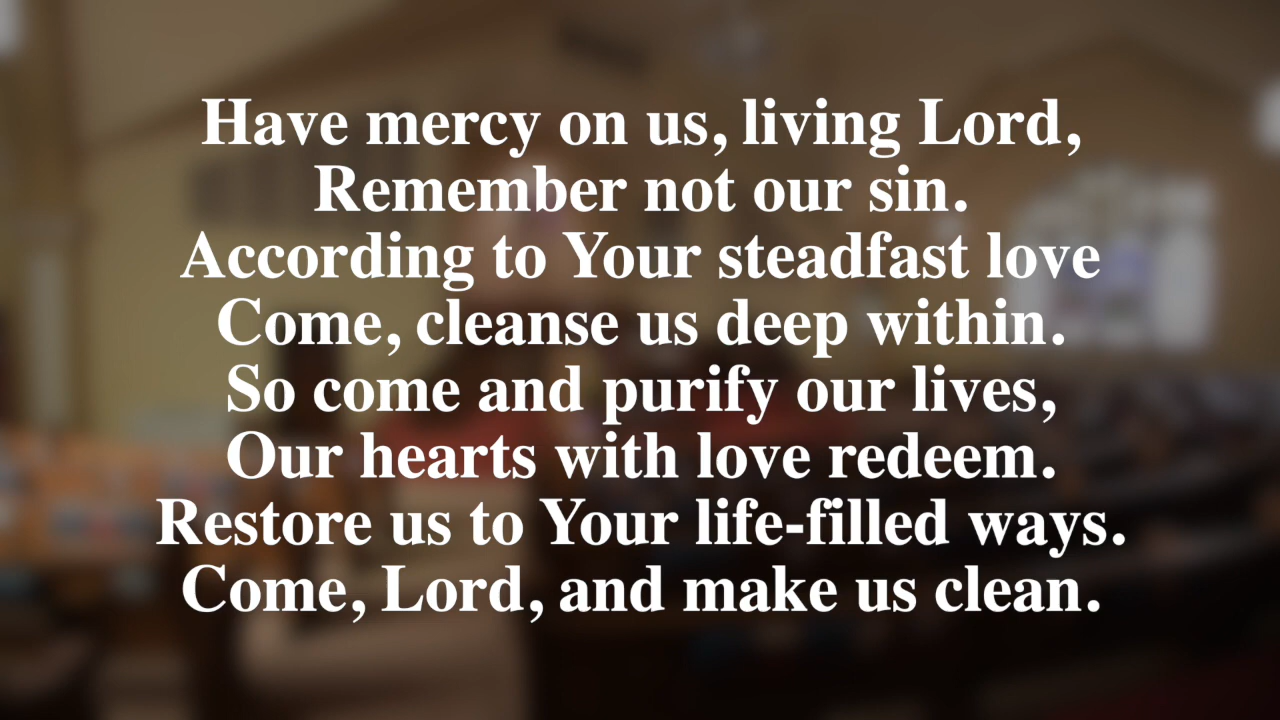 Have mercy on us, living Lord,
Remember not our sin.
According to Your steadfast love
Come, cleanse us deep within.
So come and purify our lives,
Our hearts with love redeem.
Restore us to Your life-filled ways.
Come, Lord, and make us clean.